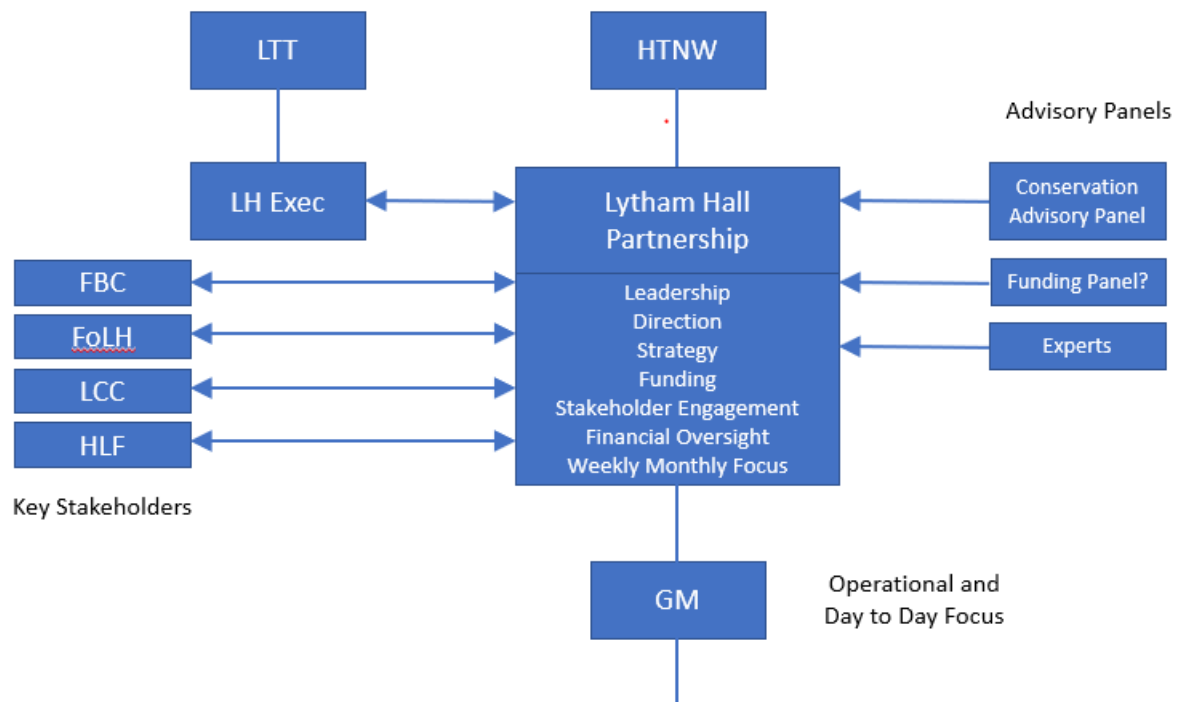 LTT
HTNW
Advisory Panels
LH Exec
Lytham Hall
Partnership
Conservation
Advisory Panel
FBC
Funding Panel?
FoLH
Experts
LCC
HLF
Leadership
Direction
Strategy
Funding
Stakeholder Engagement
Financial Oversight
Weekly Monthly Focus
Key Stakeholders
GM
Operational and
Day to Day Focus